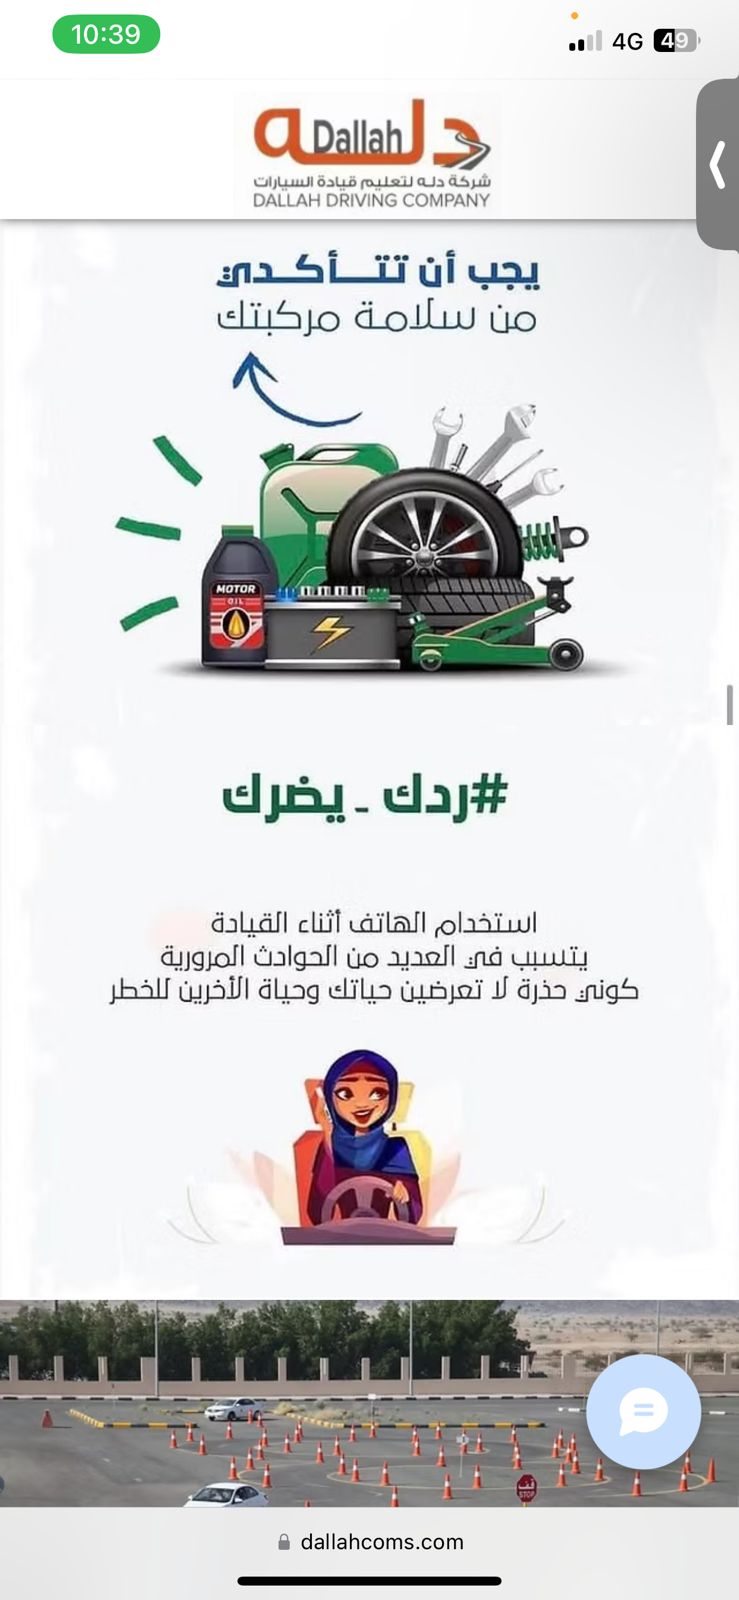 10:39
4G
49
دله
Dallah
شركة دله لتعليم قيادة السيارات
DALLAH DRIVING COMPANY
يجب أن تتـــأكـــدي
من سلامة مركبتك
MOTOR
OIL
#ردك - يضرك
استخدام الهاتف أثناء القيادة
يتسبب في العديد من الحوادث المرورية
كوني حذرة لا تعرضين حياتك وحياة الأخرين للخطر
قف
STOP
dallahcoms.com